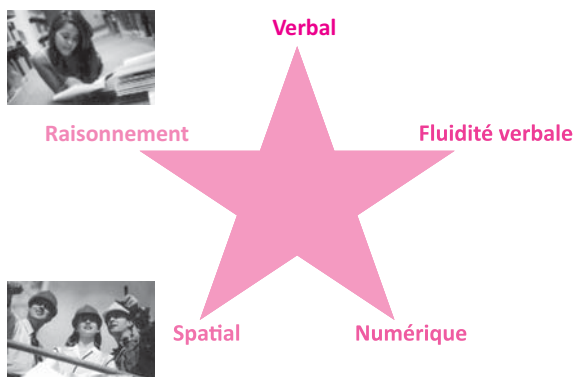 Verbal
Raisonnement
Fluidité verbale
Spatial
Numérique